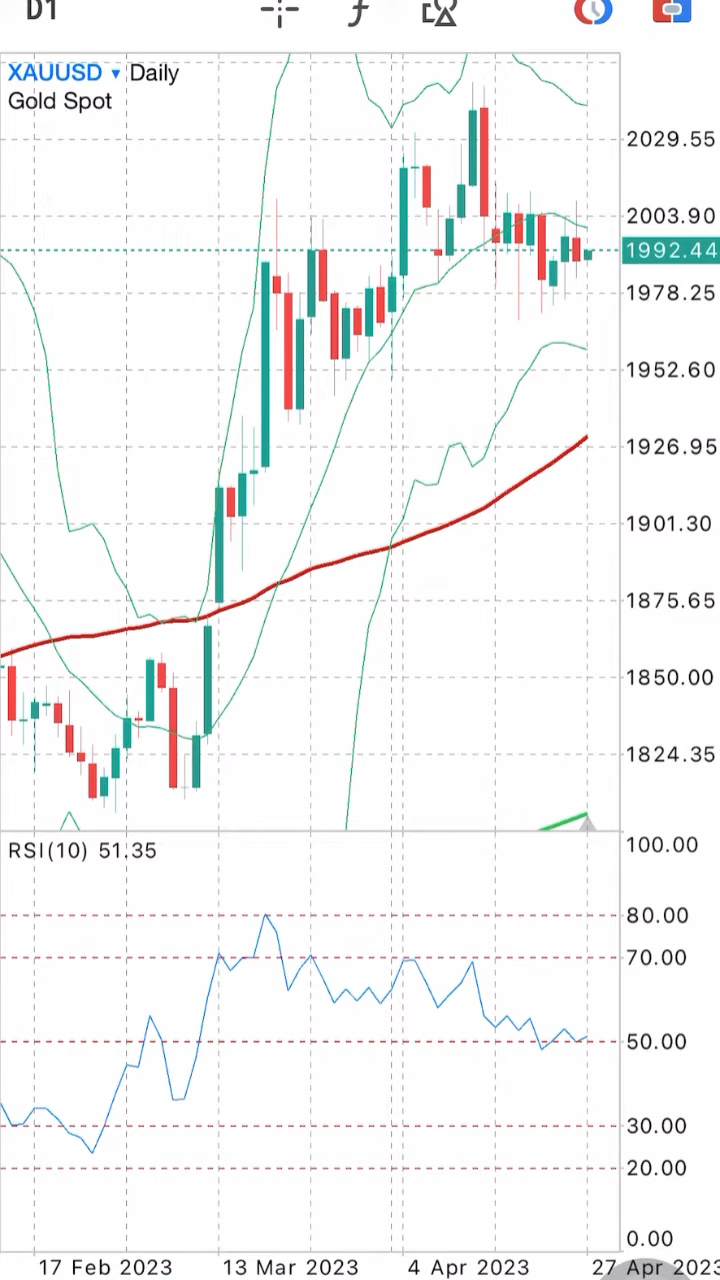 D1
XAUUSD ▾ Daily
Gold Spot
2029.55
2003.90
1992.44
1978.25
1952.60
1926.95
1901.30
1875.65
1850.00
1824.35
RSI(10) 51.35
100.00
80.00
70.00
50.00
30.00
20.00
0.00
17 Feb 2023
13 Mar 2023
4 Apr 2023
27 Apr 2023